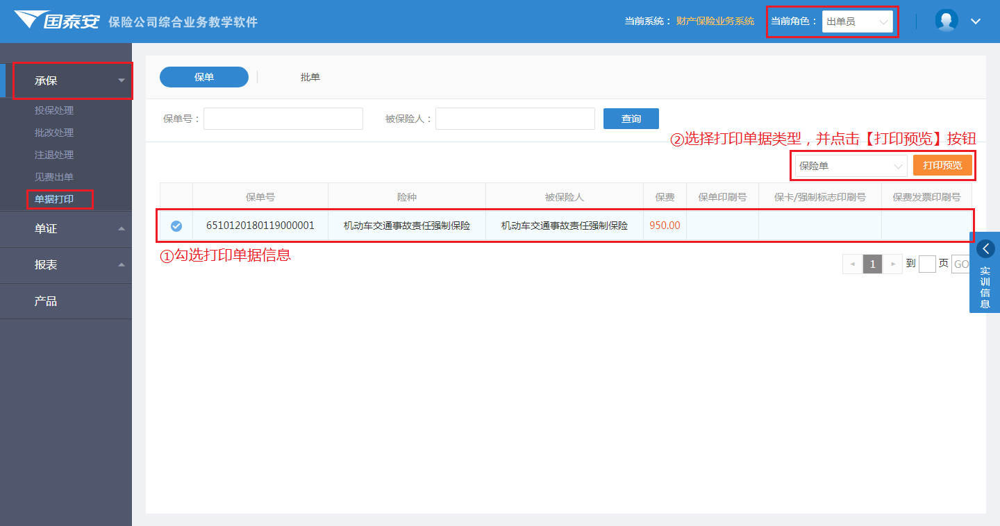 国泰安 保险公司综合业务教学软件
当前系统： 财产保险业务系统
当前角色： 出单员
承保
投保处理
批改处理
注退处理
见费出单
单据打印
单证
报表
产品
保单 批单
保单号： 被保险人： 查询
②选择打印单据类型，并点击【打印预览】按钮
保险单 打印预览
保单号 险种 被保险人 保费 保单印刷号 保卡/强制标志印刷号 保费发票印刷号
6510120180119000001 机动车交通事故责任强制保险 机动车交通事故责任强制保险 950.00
①勾选打印单据信息
1 到 页 GO
实训信息